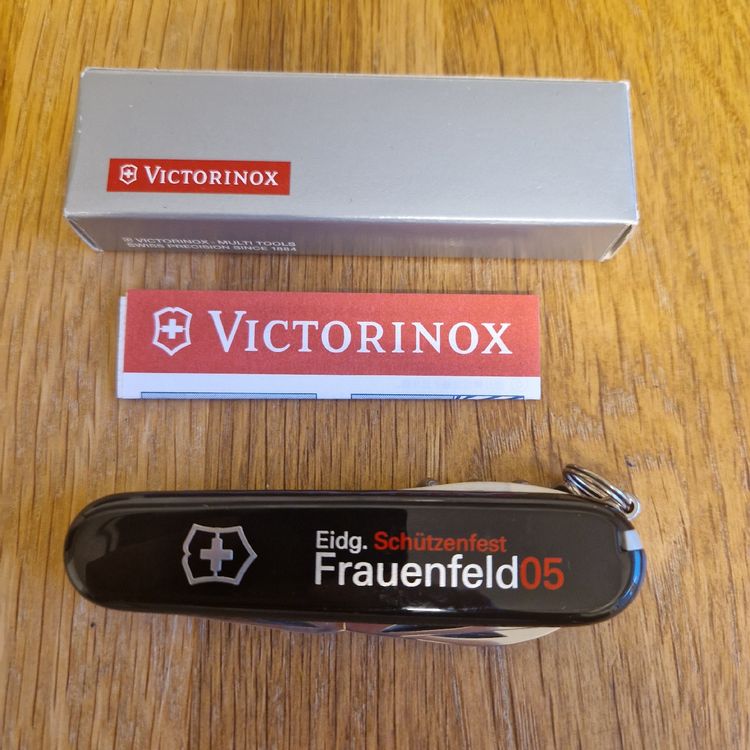 VICTORINOX
® VICTORINOX - MULTI TOOLS
SWISS PRECISION SINCE 1884
VICTORINOX
Eidg. Schützenfest
Frauenfeld05